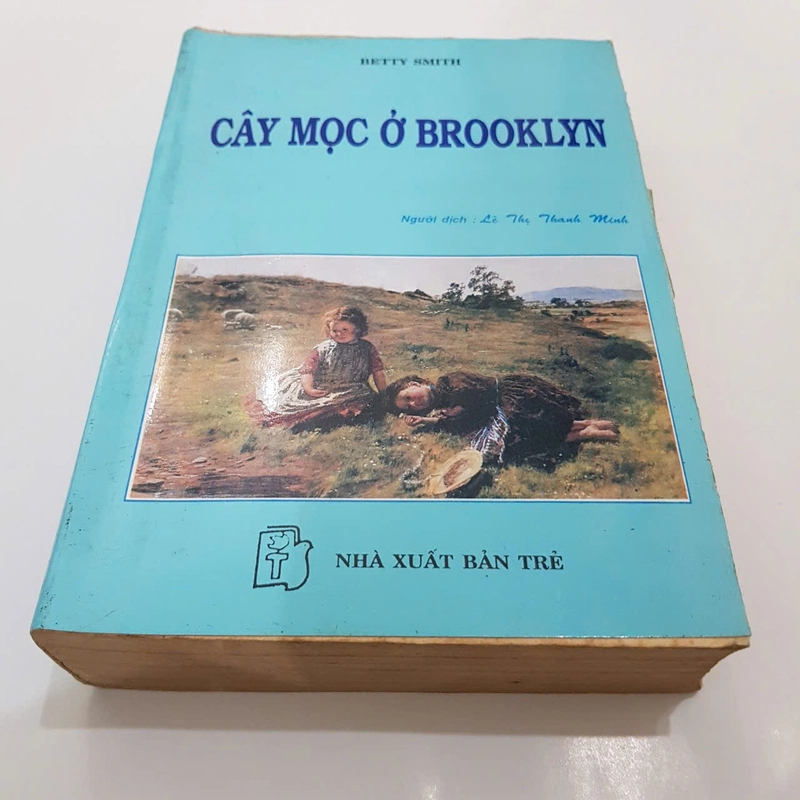 BETTY SMITH
CÂY MỌC Ở BROOKLYN
Người dịch : Lê Thị Thanh Minh
T
NHÀ XUẤT BẢN TRẺ